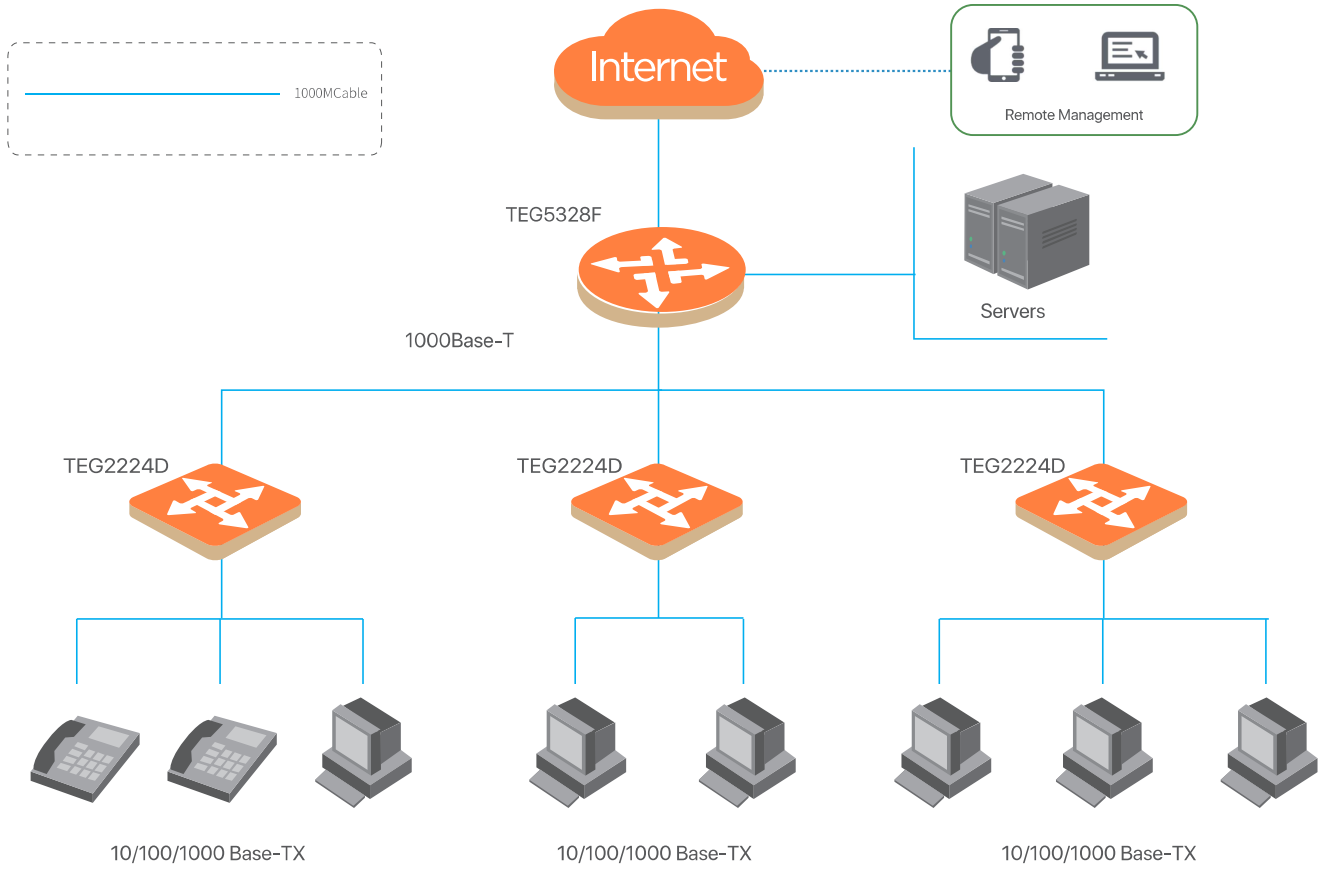 Internet
1000MCable
Remote Management
TEG5328F
Servers
1000Base-T
TEG2224D
TEG2224D
TEG2224D
10/100/1000 Base-TX
10/100/1000 Base-TX
10/100/1000 Base-TX